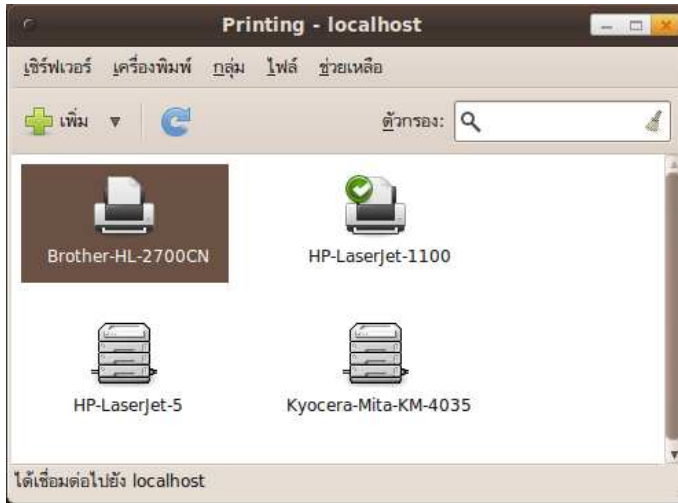 Printing - localhost
เซิร์ฟเวอร์ เครื่องพิมพ์ กลุ่ม ไฟล์ ช่วยเหลือ
เพิ่ม ตัวกรอง:
Brother-HL-2700CN HP-LaserJet-1100
HP-LaserJet-5 Kyocera-Mita-KM-4035
ได้เชื่อมต่อไปยัง localhost